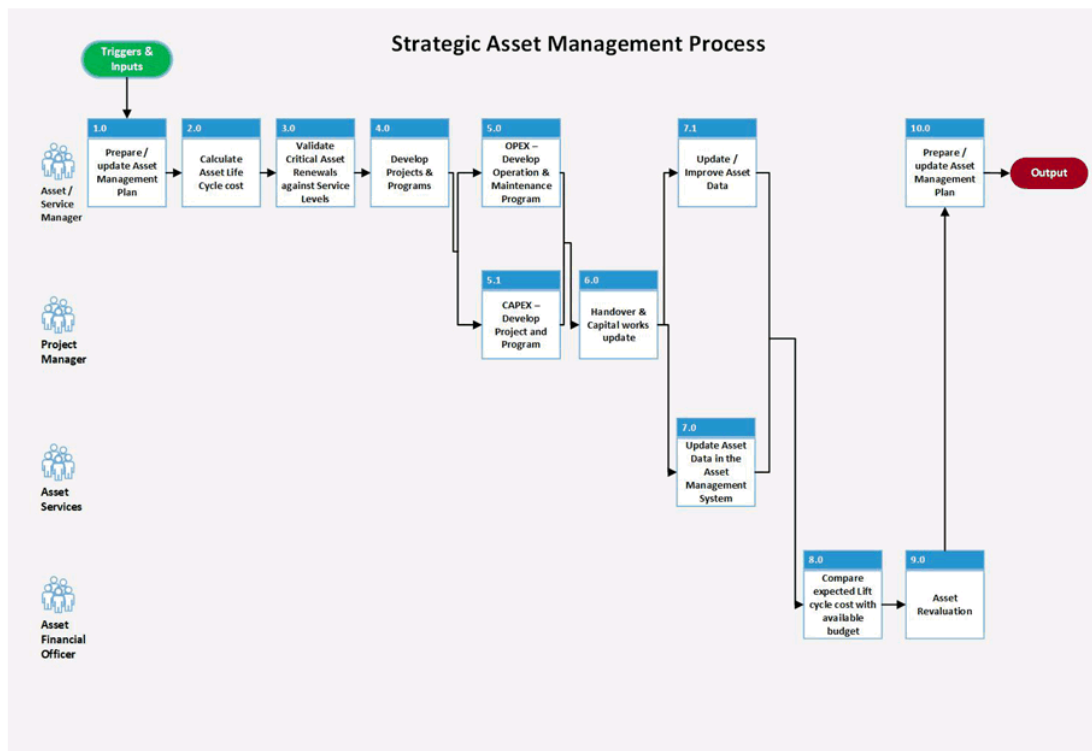 Strategic Asset Management Process
Triggers &
Inputs
1.0
Prepare /
update Asset
Management
Plan
2.0
Calculate
Asset Life
Cycle cost
3.0
Validate
Critical Asset
Renewals
against Service
Levels
4.0
Develop
Projects &
Programs
5.0
OPEX –
Develop
Operation &
Maintenance
Program
7.1
Update /
Improve Asset
Data
10.0
Prepare /
update Asset
Management
Plan
Output
Asset /
Service
Manager
5.1
CAPEX –
Develop
Project and
Program
6.0
Handover &
Capital works
update
Project
Manager
7.0
Update Asset
Data in the
Asset
Management
System
Asset
Services
8.0
Compare
expected Lift
cycle cost with
available
budget
9.0
Asset
Revaluation
Asset
Financial
Officer